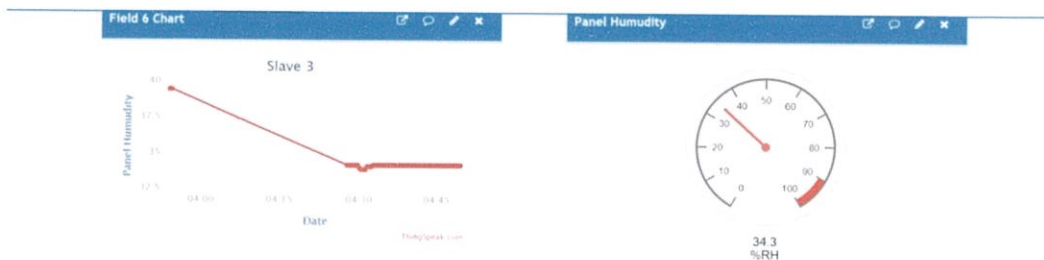 Field 6 Chart
Panel Humudity
Slave 3
Panel Humudity
40
37.5
35
32.5
04:00
04:15
04:30
04:45
Date
ThingSpeak.com
0
10
20
30
40
50
60
70
80
90
100
34.3
%RH